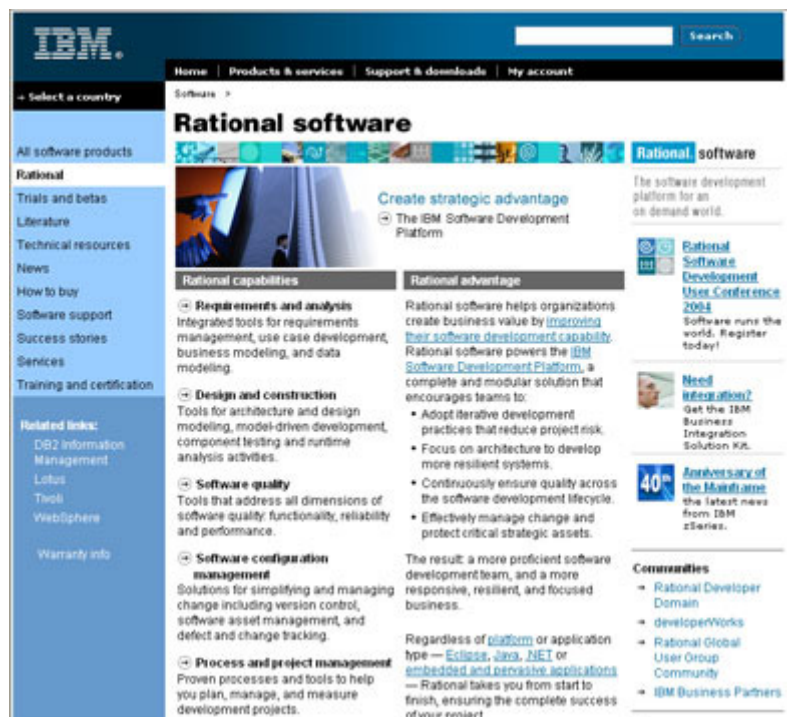 IBM.
Search
Home | Products & services | Support & downloads | My account
Select a country
All software products
Rational
Trials and betas
Literature
Technical resources
News
How to buy
Software support
Success stories
Services
Training and certification
Related links:
DB2 Information
Management
Lotus
Tivoli
WebSphere
Warranty info
Software >
Rational software
Create strategic advantage
The IBM Software Development
Platform
Rational capabilities
Requirements and analysis
Integrated tools for requirements
management, use case development,
business modeling, and data
modeling.
Design and construction
Tools for architecture and design
modeling, model-driven development,
component testing and runtime
analysis activities.
Software quality
Tools that address all dimensions of
software quality: functionality, reliability
and performance.
Software configuration
management
Solutions for simplifying and managing
change including version control,
software asset management, and
defect and change tracking.
Process and project management
Proven processes and tools to help
you plan, manage, and measure
development projects.
Rational advantage
Rational software helps organizations
create business value by improving
their software development capability.
Rational software powers the IBM
Software Development Platform, a
complete and modular solution that
encourages teams to:
• Adopt iterative development
practices that reduce project risk.
• Focus on architecture to develop
more resilient systems.
• Continuously ensure quality across
the software development lifecycle.
• Effectively manage change and
protect critical strategic assets.
The result: a more proficient software
development team, and a more
responsive, resilient, and focused
business.
Regardless of platform or application
type — Eclipse, Java, .NET or
embedded and pervasive applications
— Rational takes you from start to
finish, ensuring the complete success
of your project.
Rational. software
The software development
platform for an
on demand world.
Rational
Software
Development
User Conference
2004
Software runs the
world. Register
today!
Need
integration?
Get the IBM
Business
Integration
Solution Kit.
40th
Anniversary of
the Mainframe
the latest news
from IBM
zSeries.
Communities
Rational Developer
Domain
developerWorks
Rational Global
User Group
Community
IBM Business Partners